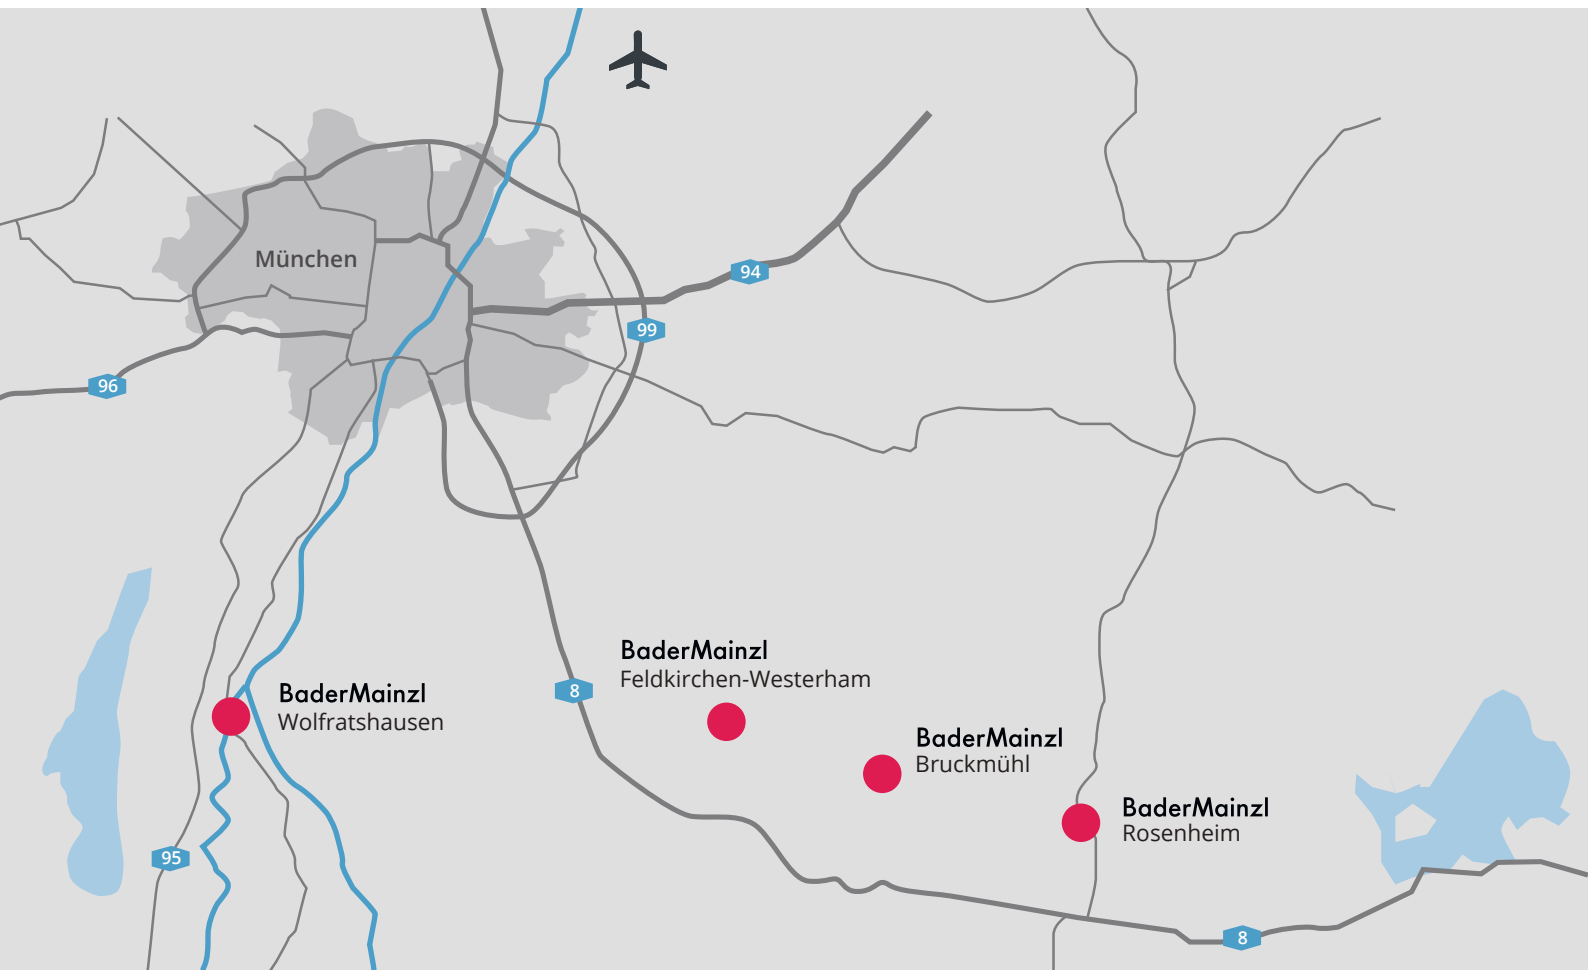 München
94
99
96
BaderMainzl
Feldkirchen-Westerham
8
BaderMainzl
Wolfratshausen
BaderMainzl
Bruckmühl
BaderMainzl
Rosenheim
95
8